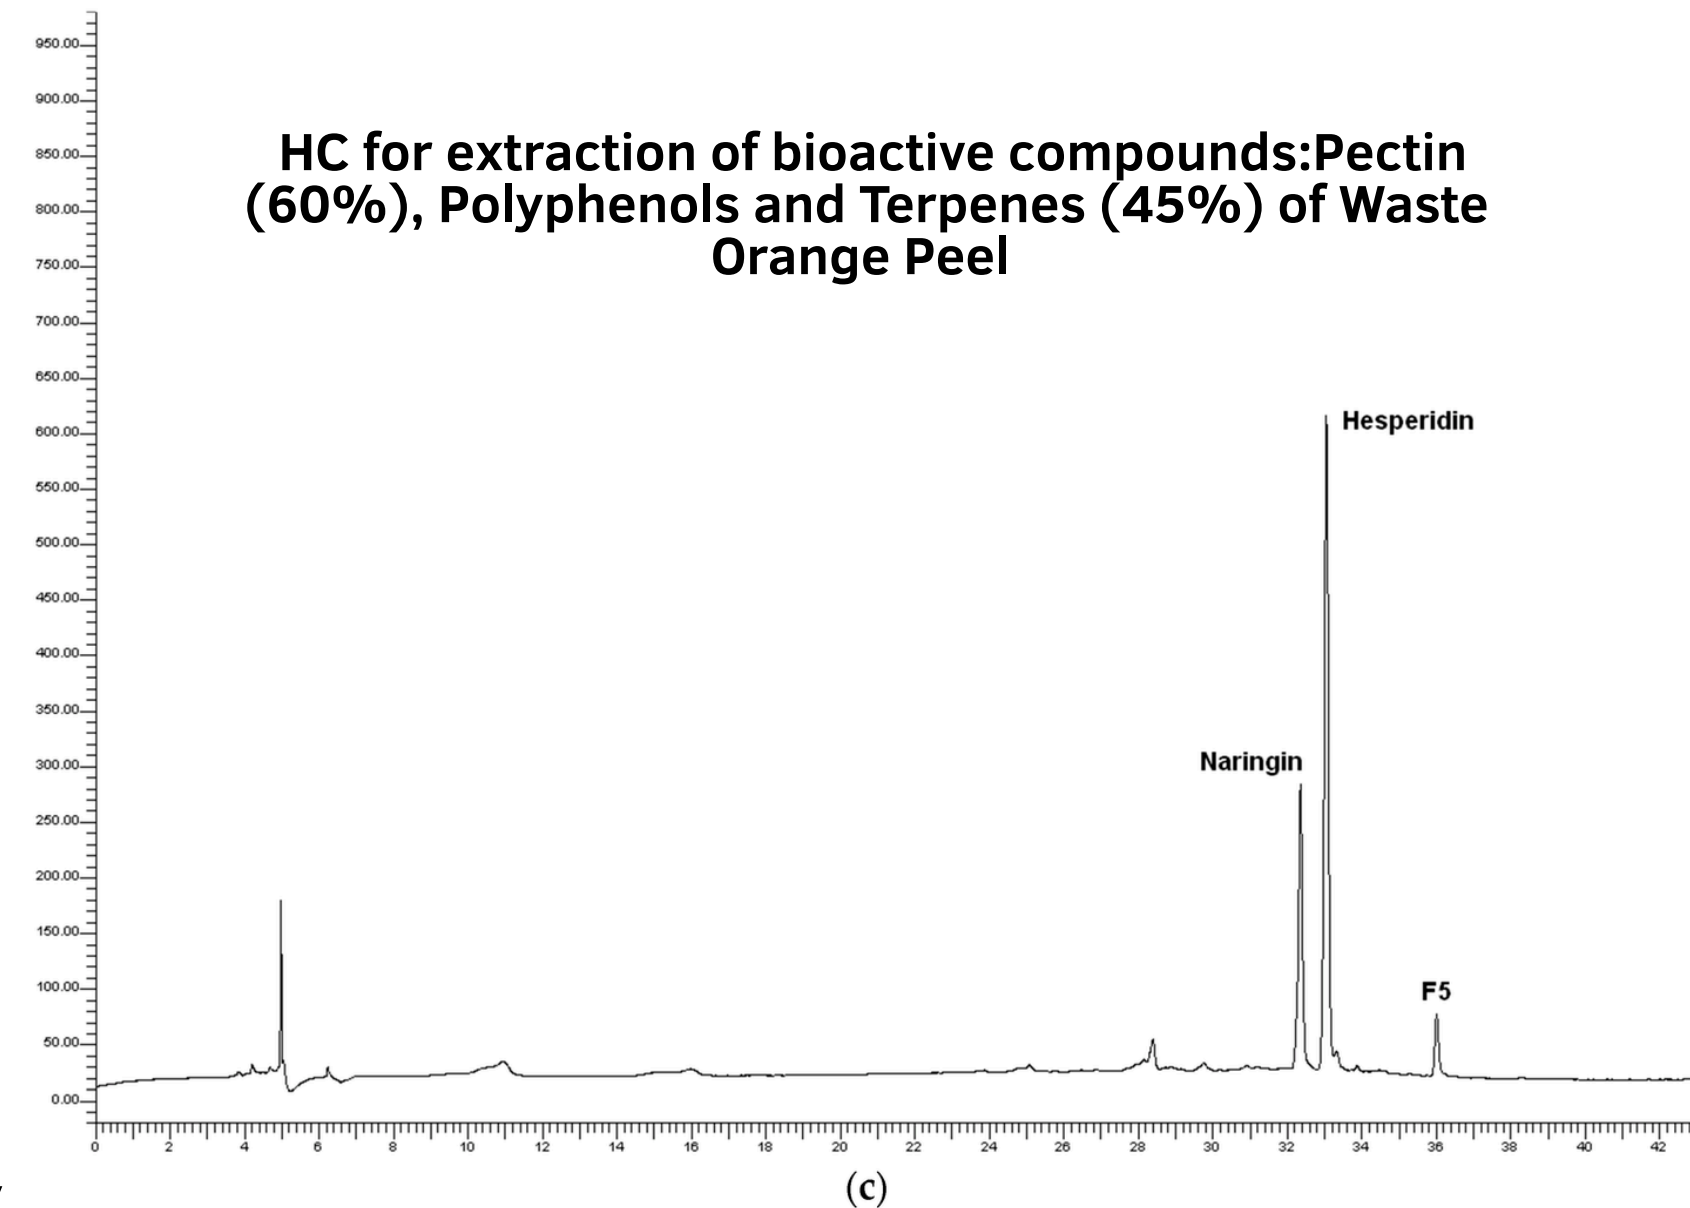 950.00
900.00
HC for extraction of bioactive compounds:Pectin
850.00
(60%), Polyphenols and Terpenes (45%) of Waste
800.00
Orange Peel
750.00
700.00
650.00
Hesperidin
600.00
550.00
500.00
450.00
400.00
350.00
Naringin
300.00
250.00
200.00
150.00
F5
100.00
50.00
0.00
0 2 4 6 8 10 12 14 16 18 20 22 24 26 28 30 32 34 36 38 40 42
(c)